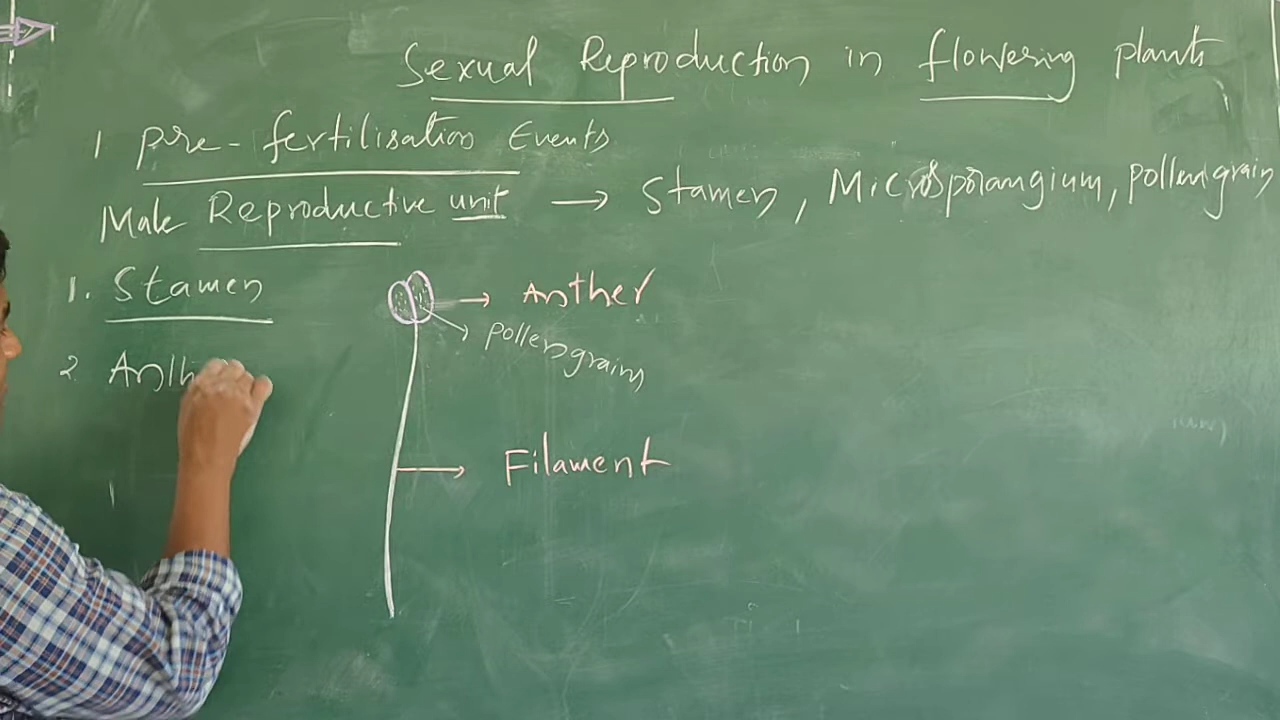 Sexual Reproduction in flowering plants
1 pre-fertilisation Events
Male Reproductive unit → Stamen, Microsporangium, pollengrain
1. Stamen
Anther
pollengrains
2 Anth
Filament